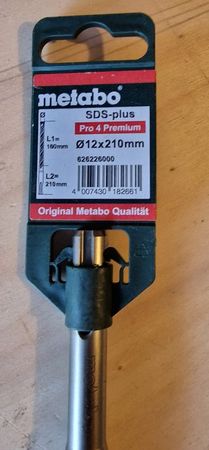 metabo
SDS-plus
Pro 4 Premium
Ø
L1=
160mm
Ø12x210mm
626226000
L2=
210mm
4 007430 182661
Original Metabo Qualität